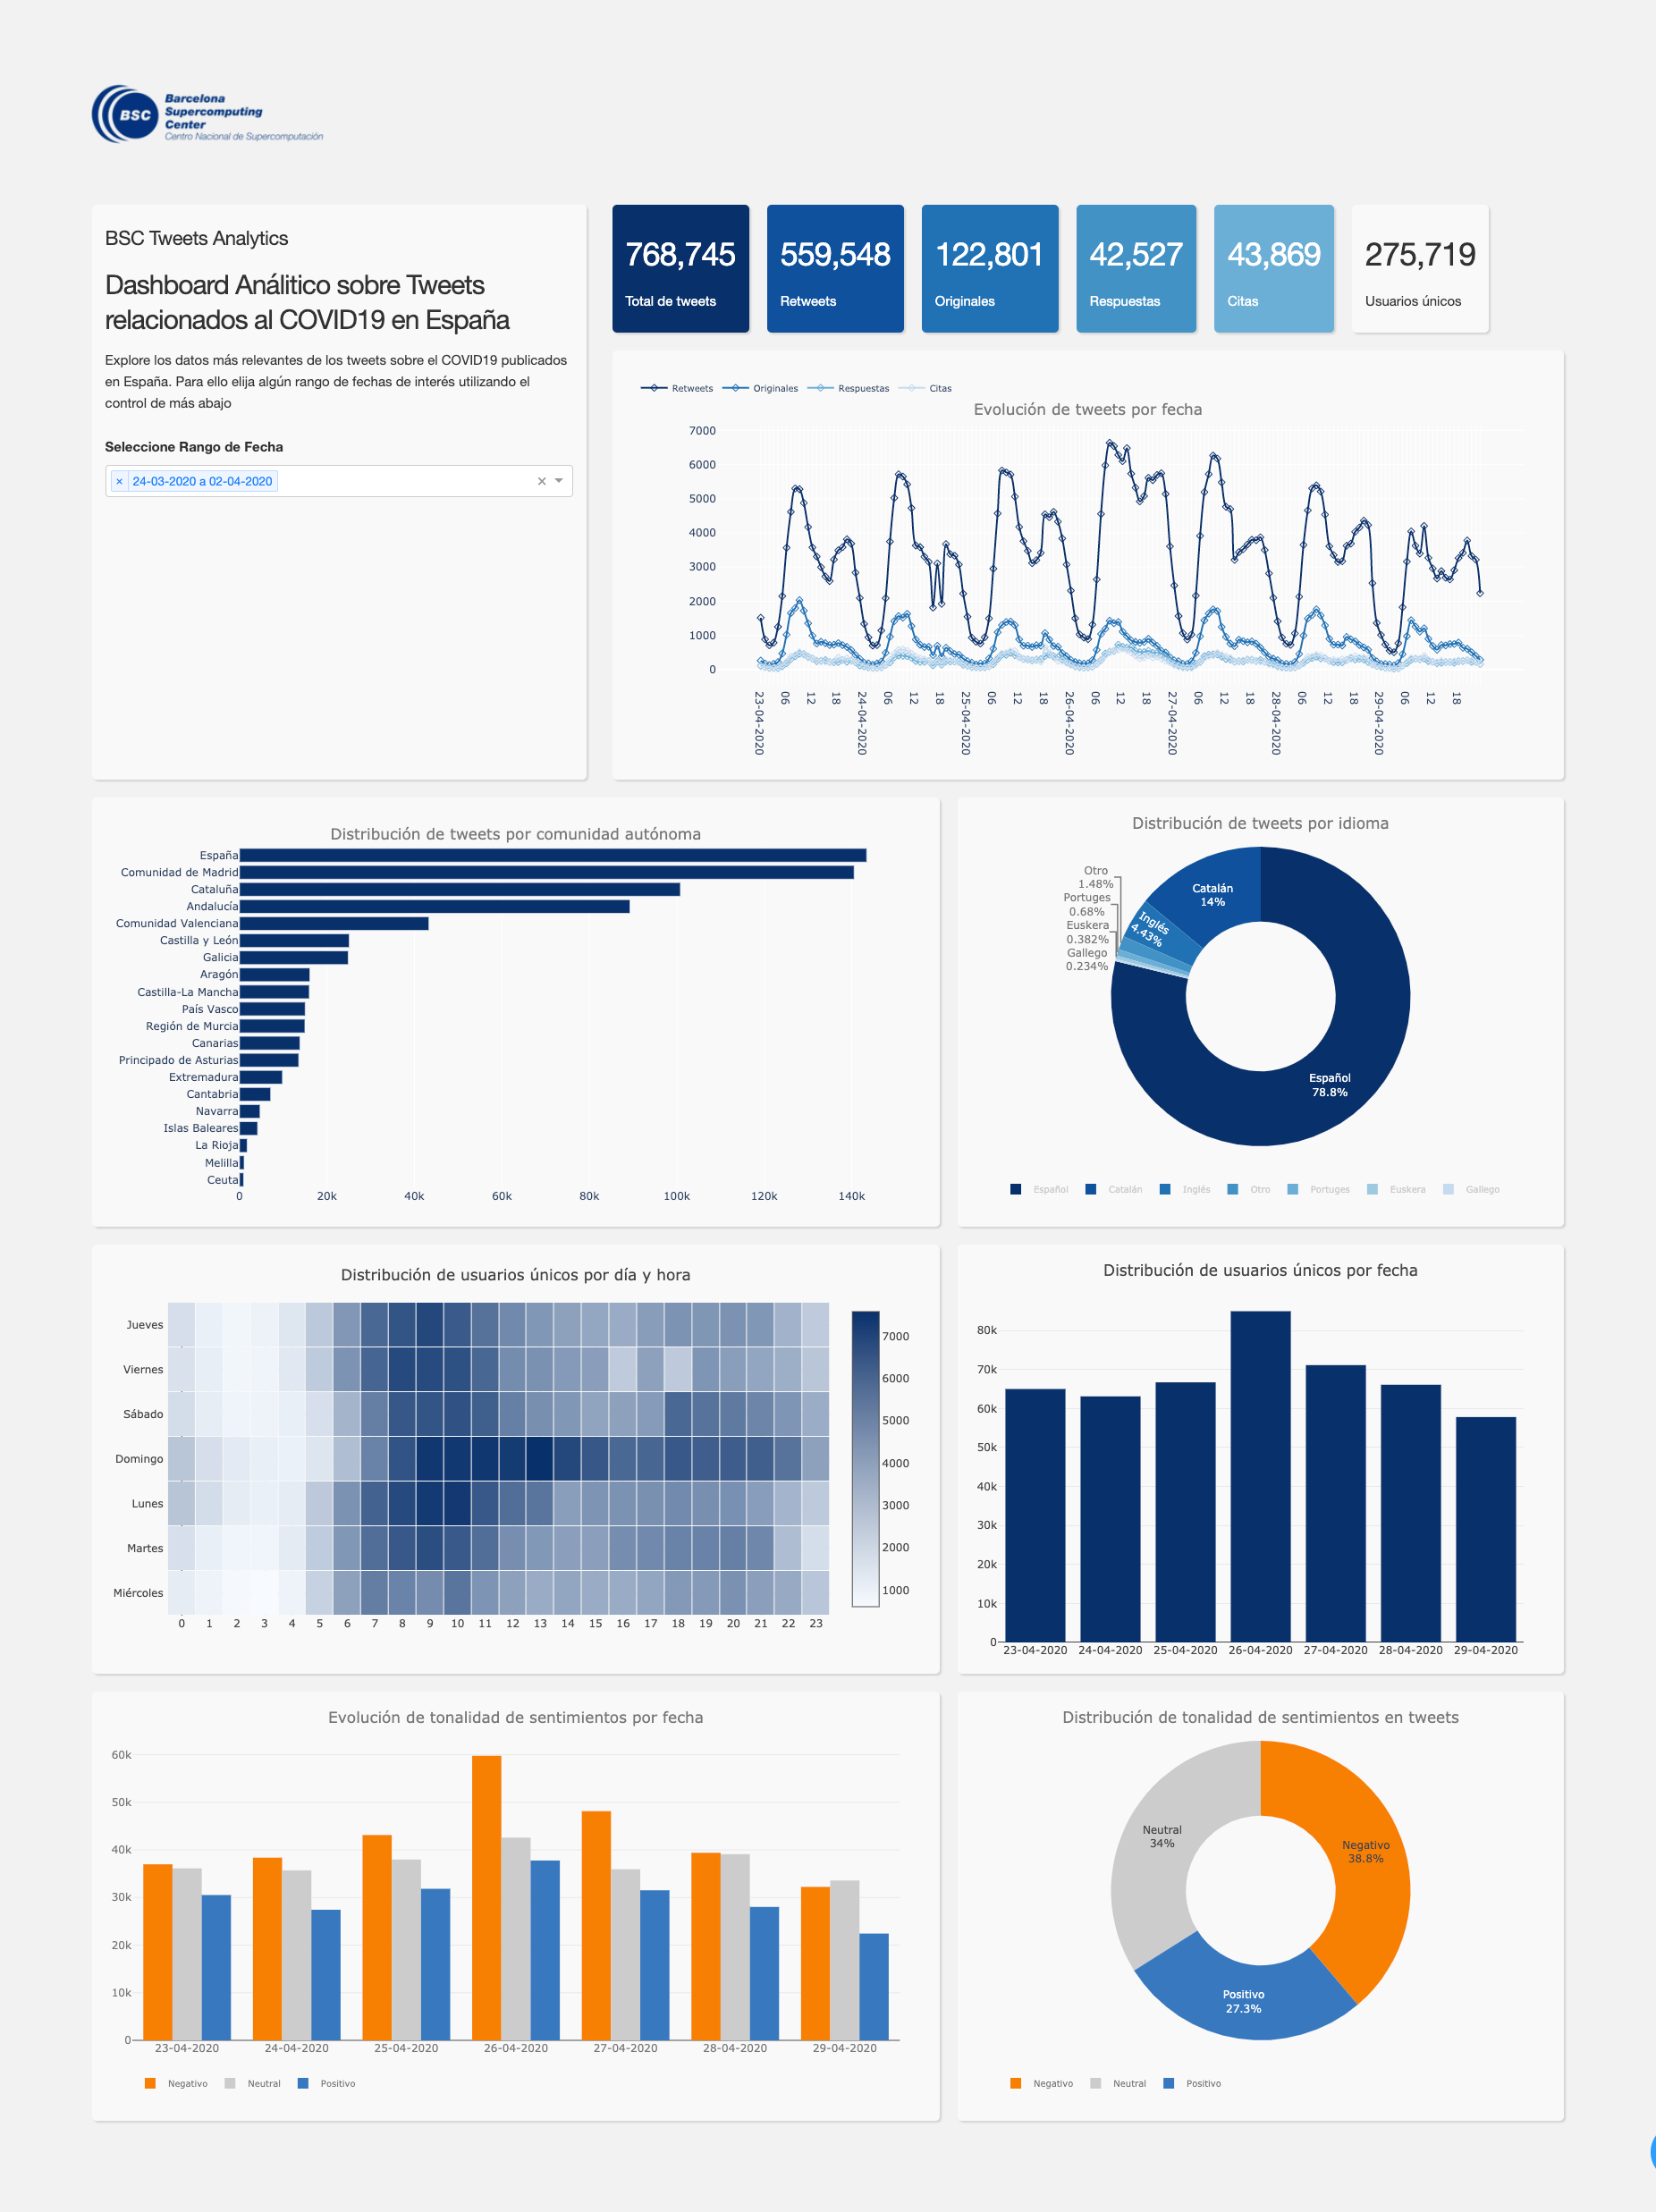 BSC
Barcelona
Supercomputing
Center
Centro Nacional de Supercomputación
BSC Tweets Analytics
Dashboard Análitico sobre Tweets
relacionados al COVID19 en España
Explore los datos más relevantes de los tweets sobre el COVID19 publicados
en España. Para ello elija algún rango de fechas de interés utilizando el
control de más abajo
Seleccione Rango de Fecha
× 24-03-2020 a 02-04-2020 ×
768,745
Total de tweets
559,548
Retweets
122,801
Originales
42,527
Respuestas
43,869
Citas
275,719
Usuarios únicos
Retweets Originales Respuestas Citas
Evolución de tweets por fecha
7000
6000
5000
4000
3000
2000
1000
0
23-04-2020 06 12 18 24-04-2020 06 12 18 25-04-2020 06 12 18 26-04-2020 06 12 18 27-04-2020 06 12 18 28-04-2020 06 12 18 29-04-2020 06 12 18
Distribución de tweets por comunidad autónoma
España
Comunidad de Madrid
Cataluña
Andalucía
Comunidad Valenciana
Castilla y León
Galicia
Aragón
Castilla-La Mancha
País Vasco
Región de Murcia
Canarias
Principado de Asturias
Extremadura
Cantabria
Navarra
Islas Baleares
La Rioja
Melilla
Ceuta
0 20k 40k 60k 80k 100k 120k 140k
Distribución de tweets por idioma
Otro
1.48%
Portuges
0.68%
Euskera
0.382%
Gallego
0.234%
Inglés
4.43%
Catalán
14%
Español
78.8%
Español Catalán Inglés Otro Portuges Euskera Gallego
Distribución de usuarios únicos por día y hora
Jueves
Viernes
Sábado
Domingo
Lunes
Martes
Miércoles
0 1 2 3 4 5 6 7 8 9 10 11 12 13 14 15 16 17 18 19 20 21 22 23
7000
6000
5000
4000
3000
2000
1000
Distribución de usuarios únicos por fecha
80k
70k
60k
50k
40k
30k
20k
10k
0
23-04-2020 24-04-2020 25-04-2020 26-04-2020 27-04-2020 28-04-2020 29-04-2020
Evolución de tonalidad de sentimientos por fecha
60k
50k
40k
30k
20k
10k
0
23-04-2020 24-04-2020 25-04-2020 26-04-2020 27-04-2020 28-04-2020 29-04-2020
Negativo Neutral Positivo
Distribución de tonalidad de sentimientos en tweets
Neutral
34%
Negativo
38.8%
Positivo
27.3%
Negativo Neutral Positivo